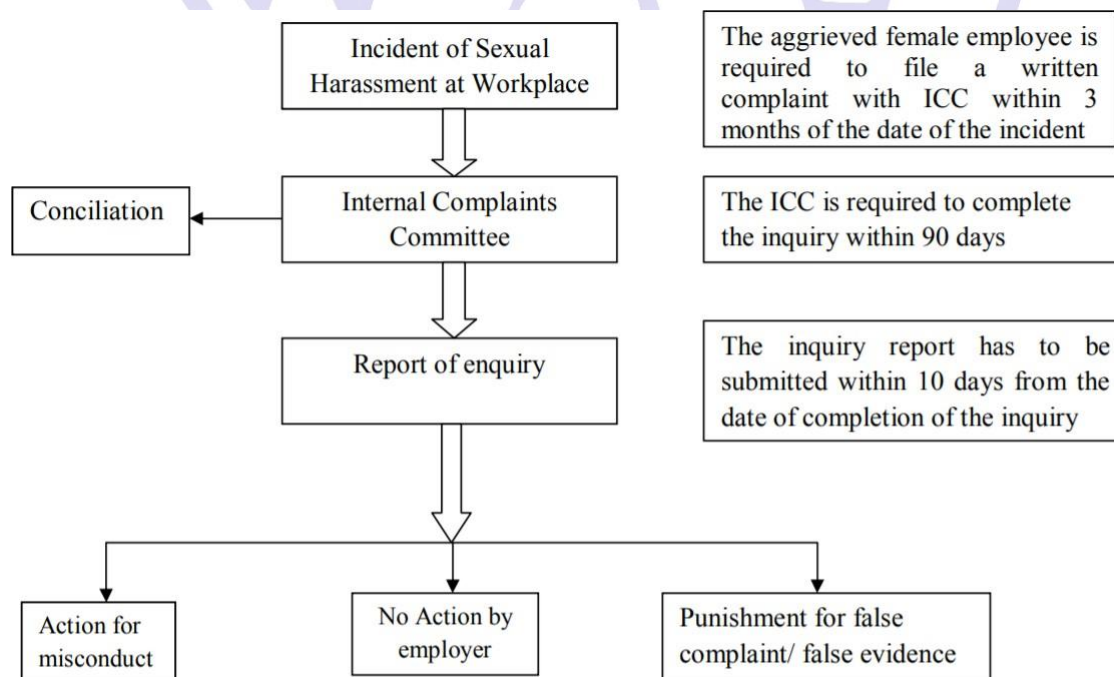 Incident of Sexual
Harassment at Workplace
The aggrieved female employee is
required to file a written
complaint with ICC within 3
months of the date of the incident
Conciliation
Internal Complaints
Committee
The ICC is required to complete
the inquiry within 90 days
Report of enquiry
The inquiry report has to be
submitted within 10 days from the
date of completion of the inquiry
Action for
misconduct
No Action by
employer
Punishment for false
complaint/ false evidence